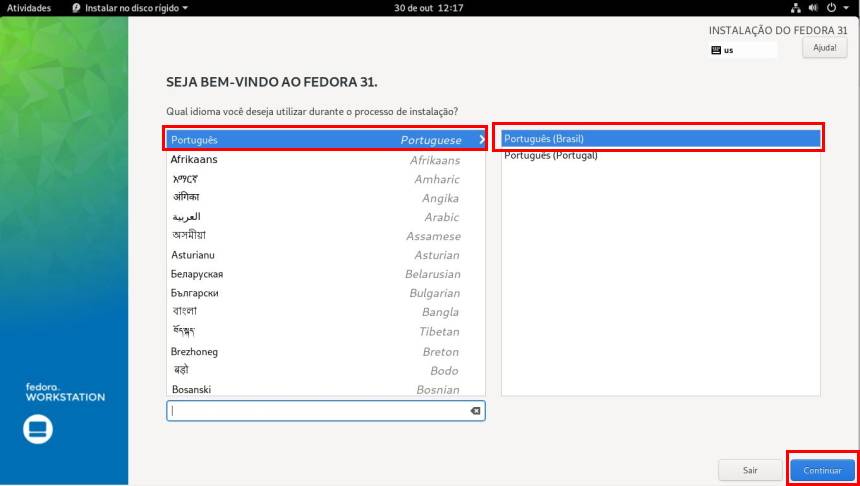 Atividades Instalar no disco rígido 30 de out 12:17
INSTALAÇÃO DO FEDORA 31
us Ajuda!
SEJA BEM-VINDO AO FEDORA 31.
Qual idioma você deseja utilizar durante o processo de instalação?
Português Portuguese Português (Brasil)
Afrikaans Afrikaans Português (Portugal)
አማርኛ Amharic
अंगिका Angika
العربية Arabic
অসমীয়া Assamese
Asturianu Asturian
Беларуская Belarusian
Български Bulgarian
বাংলা Bangla
བོད་སྐད་ Tibetan
Brezhoneg Breton
बड़ो Bodo
Bosanski Bosnian
fedora.
WORKSTATION
Sair Continuar